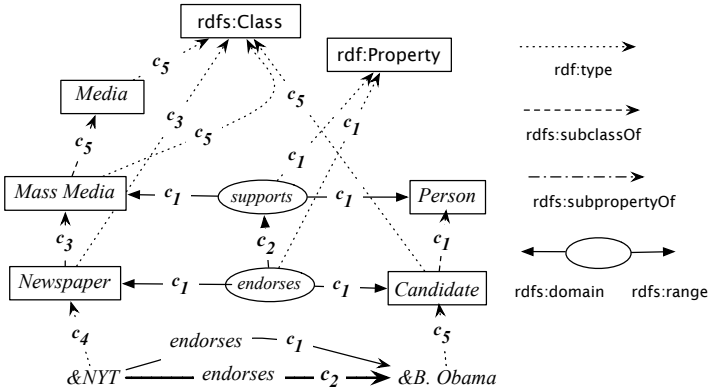 rdfs:Class
rdf:Property
rdf:type
c5
Media
c3
c5
c1
c5
rdfs:subclassOf
c5
c1
Mass Media
c1
supports
c1
Person
rdfs:subpropertyOf
c3
c2
c1
Newspaper
c1
endorses
c1
Candidate
rdfs:domain
rdfs:range
c4
endorses
c1
c5
&NYT
endorses
c2
&B. Obama